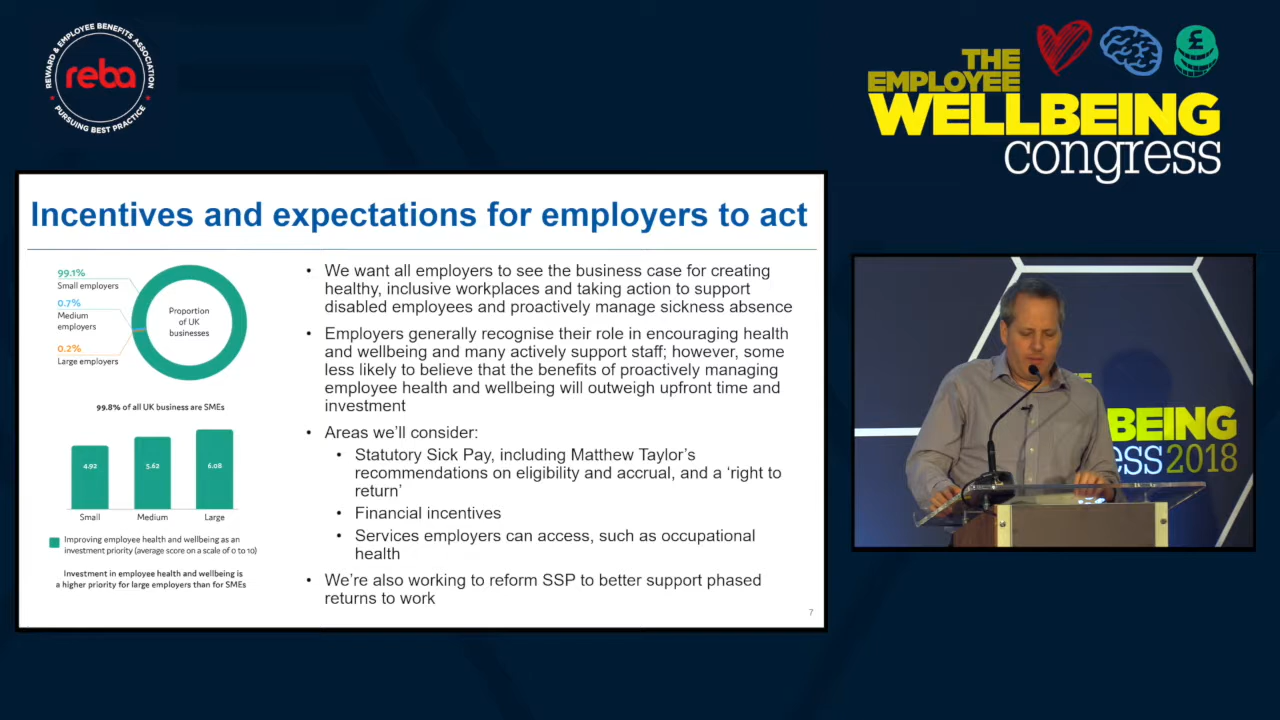 REWARD & EMPLOYEE BENEFITS ASSOCIATION
reba
PURSUING BEST PRACTICE
THE
EMPLOYEE
WELLBEING
congress
£
Incentives and expectations for employers to act
99.1%
Small employers
0.7%
Medium
employers
0.2%
Large employers
Proportion
of UK
businesses
99.8% of all UK business are SMEs
4.92
5.62
6.08
Small
Medium
Large
Improving employee health and wellbeing as an
investment priority (average score on a scale of 0 to 10)
Investment in employee health and wellbeing is
a higher priority for large employers than for SMEs
• We want all employers to see the business case for creating
healthy, inclusive workplaces and taking action to support
disabled employees and proactively manage sickness absence
• Employers generally recognise their role in encouraging health
and wellbeing and many actively support staff; however, some
less likely to believe that the benefits of proactively managing
employee health and wellbeing will outweigh upfront time and
investment
• Areas we'll consider:
• Statutory Sick Pay, including Matthew Taylor's
recommendations on eligibility and accrual, and a 'right to
return'
• Financial incentives
• Services employers can access, such as occupational
health
• We're also working to reform SSP to better support phased
returns to work
7
BEING
ess 2018